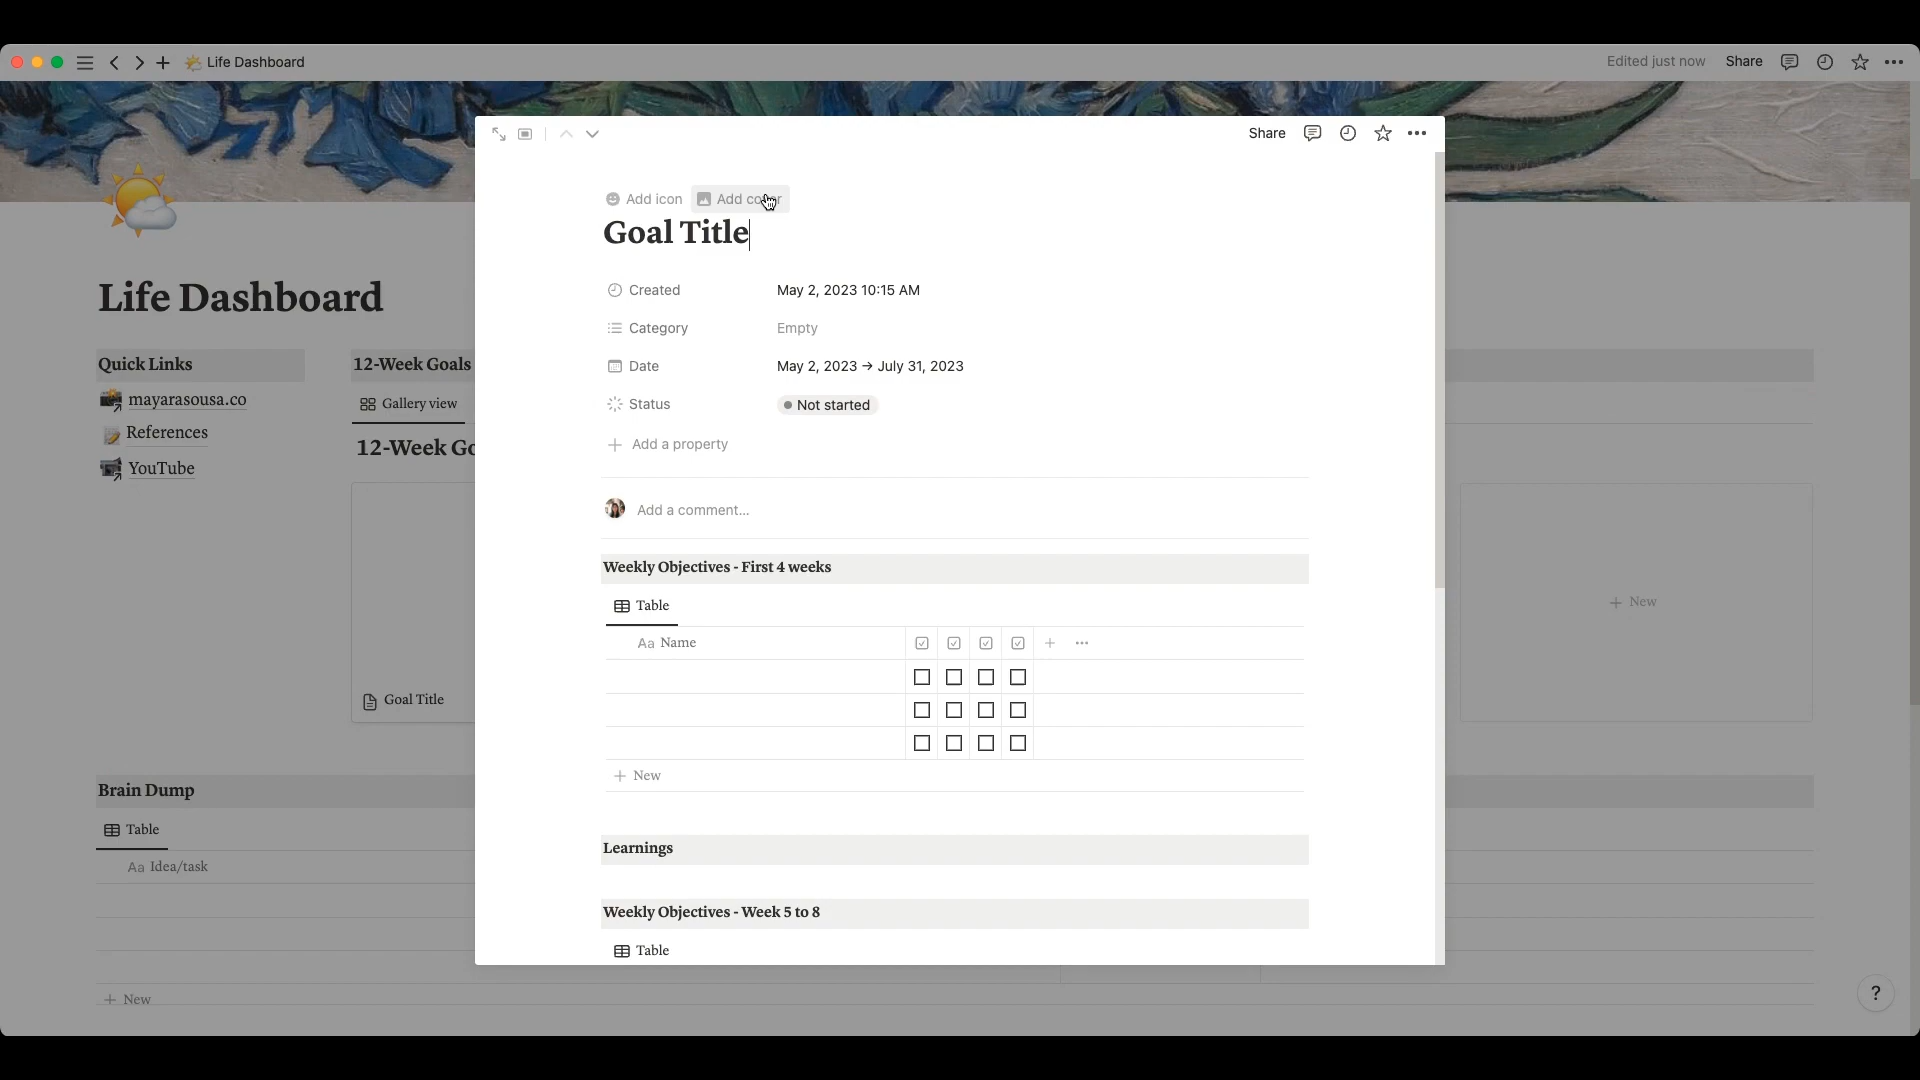 Life Dashboard
Edited just now Share
Share
Add icon Add cover
Goal Title
Created May 2, 2023 10:15 AM
Category Empty
Date May 2, 2023 → July 31, 2023
Status Not started
Add a property
Add a comment...
Weekly Objectives - First 4 weeks
Table
Aa Name
+ New
Learnings
Weekly Objectives - Week 5 to 8
Table
Life Dashboard
Quick Links
mayarasousa.co
References
YouTube
12-Week Goals
Gallery view
12-Week Go
Goal Title
+ New
Brain Dump
Table
Aa Idea/task
+ New
?